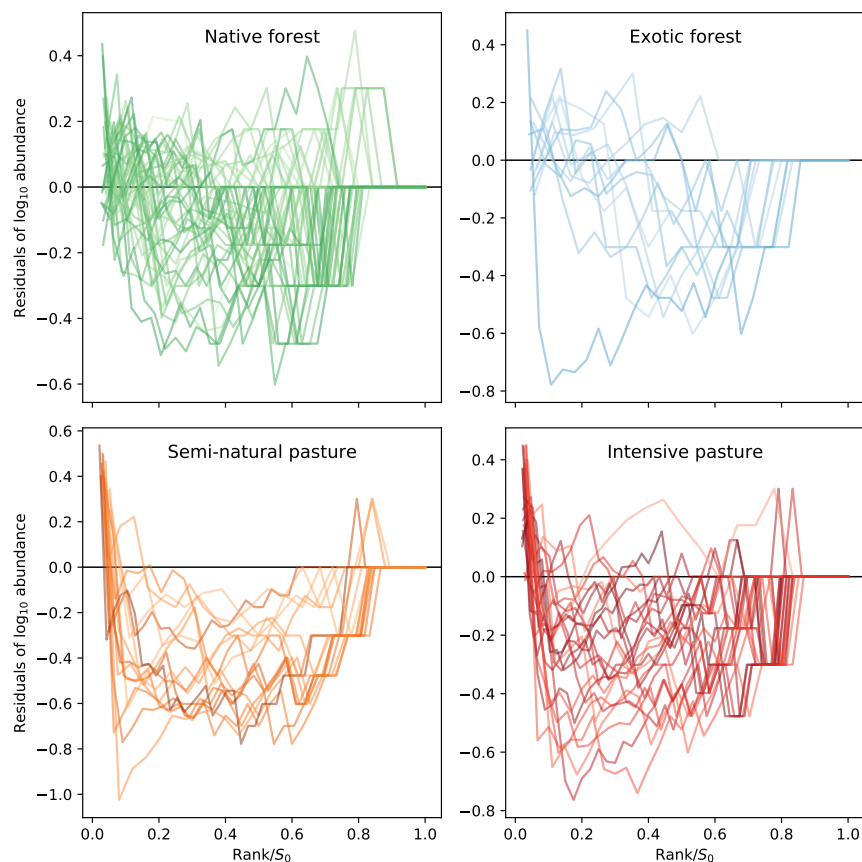 Native forest
Residuals of log₁₀ abundance
0.4
0.2
0.0
−0.2
−0.4
−0.6
Exotic forest
0.4
0.2
0.0
−0.2
−0.4
−0.6
−0.8
Semi-natural pasture
Residuals of log₁₀ abundance
0.6
0.4
0.2
0.0
−0.2
−0.4
−0.6
−0.8
−1.0
0.0 0.2 0.4 0.6 0.8 1.0
Rank/S₀
Intensive pasture
0.4
0.2
0.0
−0.2
−0.4
−0.6
−0.8
0.0 0.2 0.4 0.6 0.8 1.0
Rank/S₀